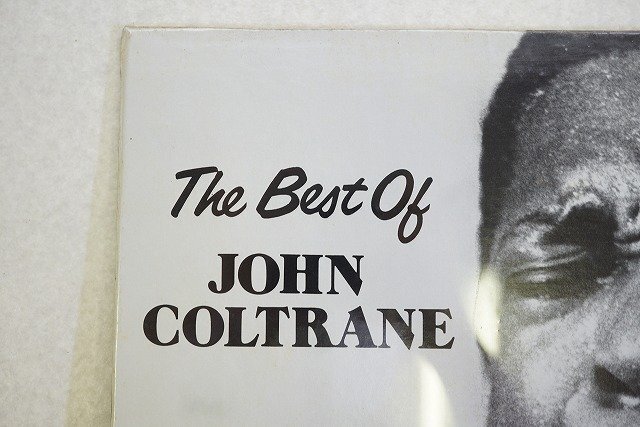 The Best Of
JOHN
COLTRANE